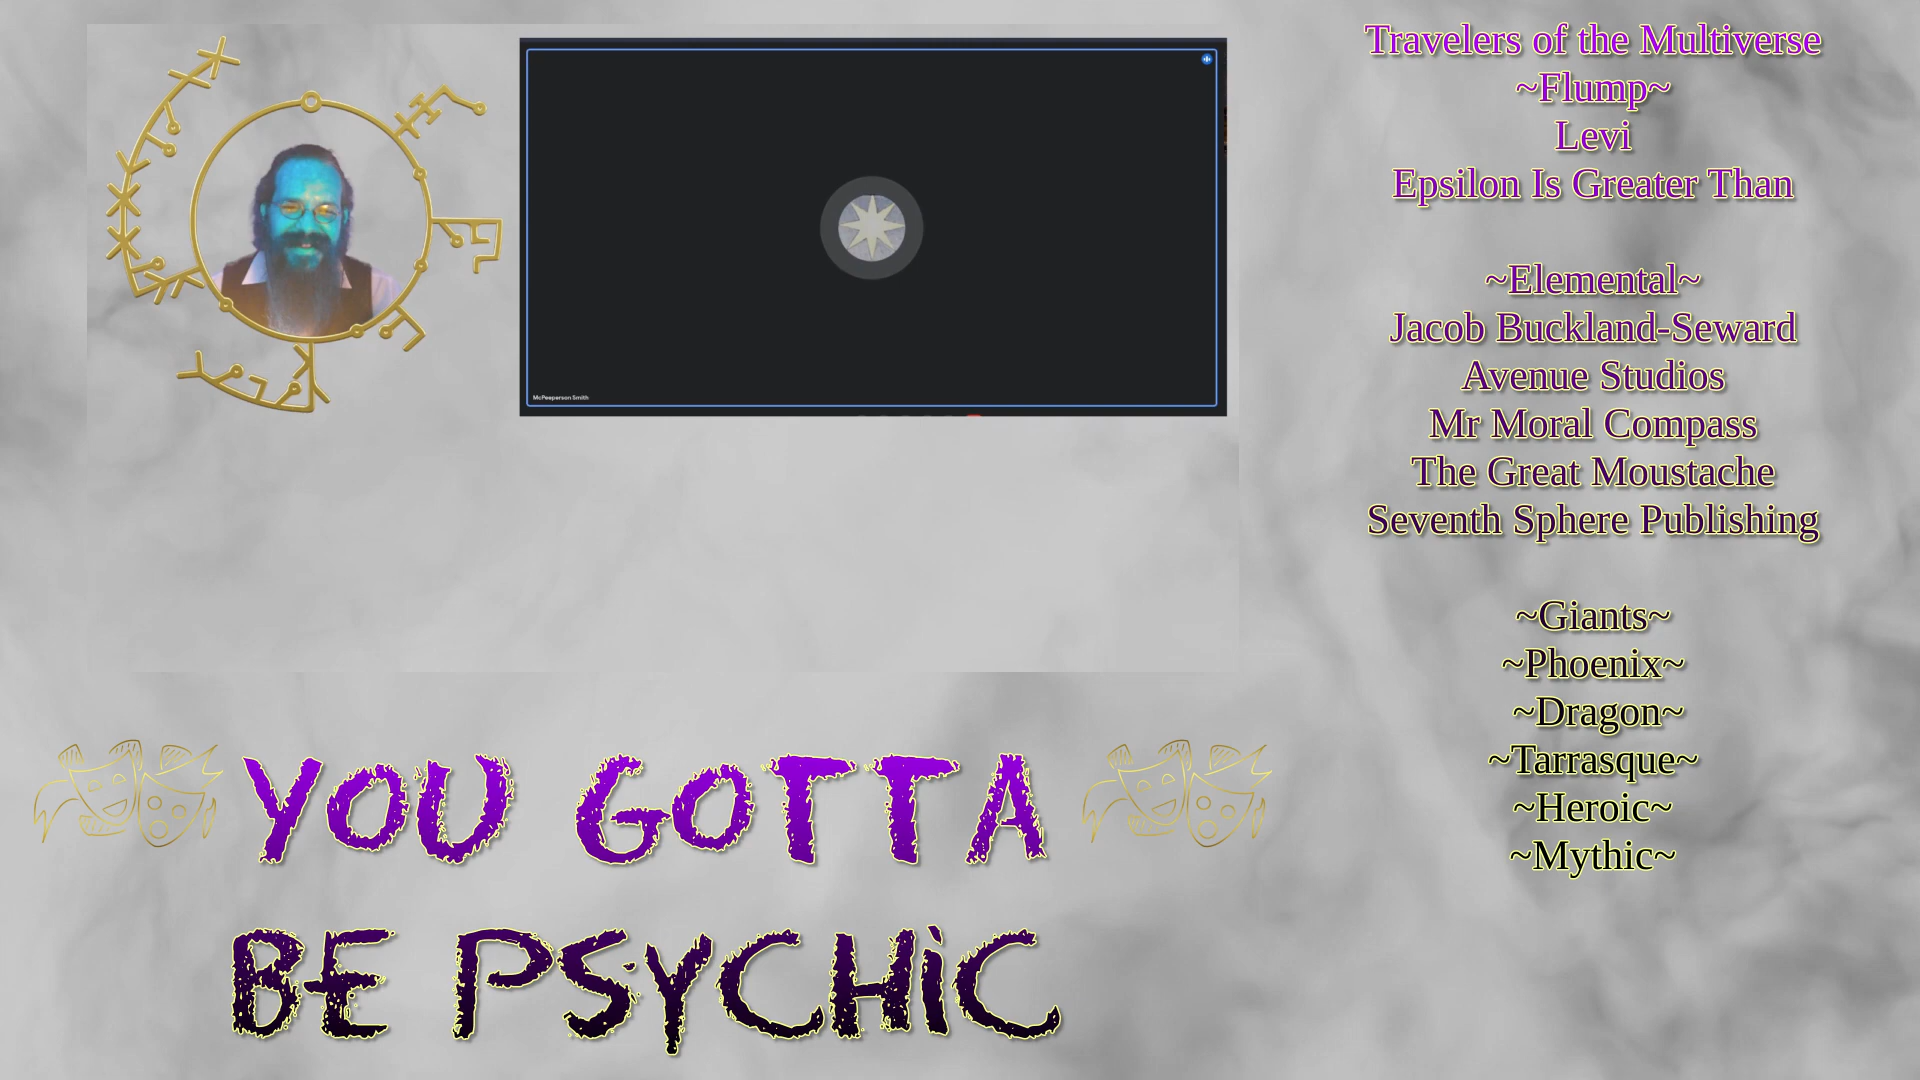 McPeeperson Smith
YOU GOTTA
BE PSYCHiC
Travelers of the Multiverse
~Flump~
Levi
Epsilon Is Greater Than
~Elemental~
Jacob Buckland-Seward
Avenue Studios
Mr Moral Compass
The Great Moustache
Seventh Sphere Publishing
~Giants~
~Phoenix~
~Dragon~
~Tarrasque~
~Heroic~
~Mythic~